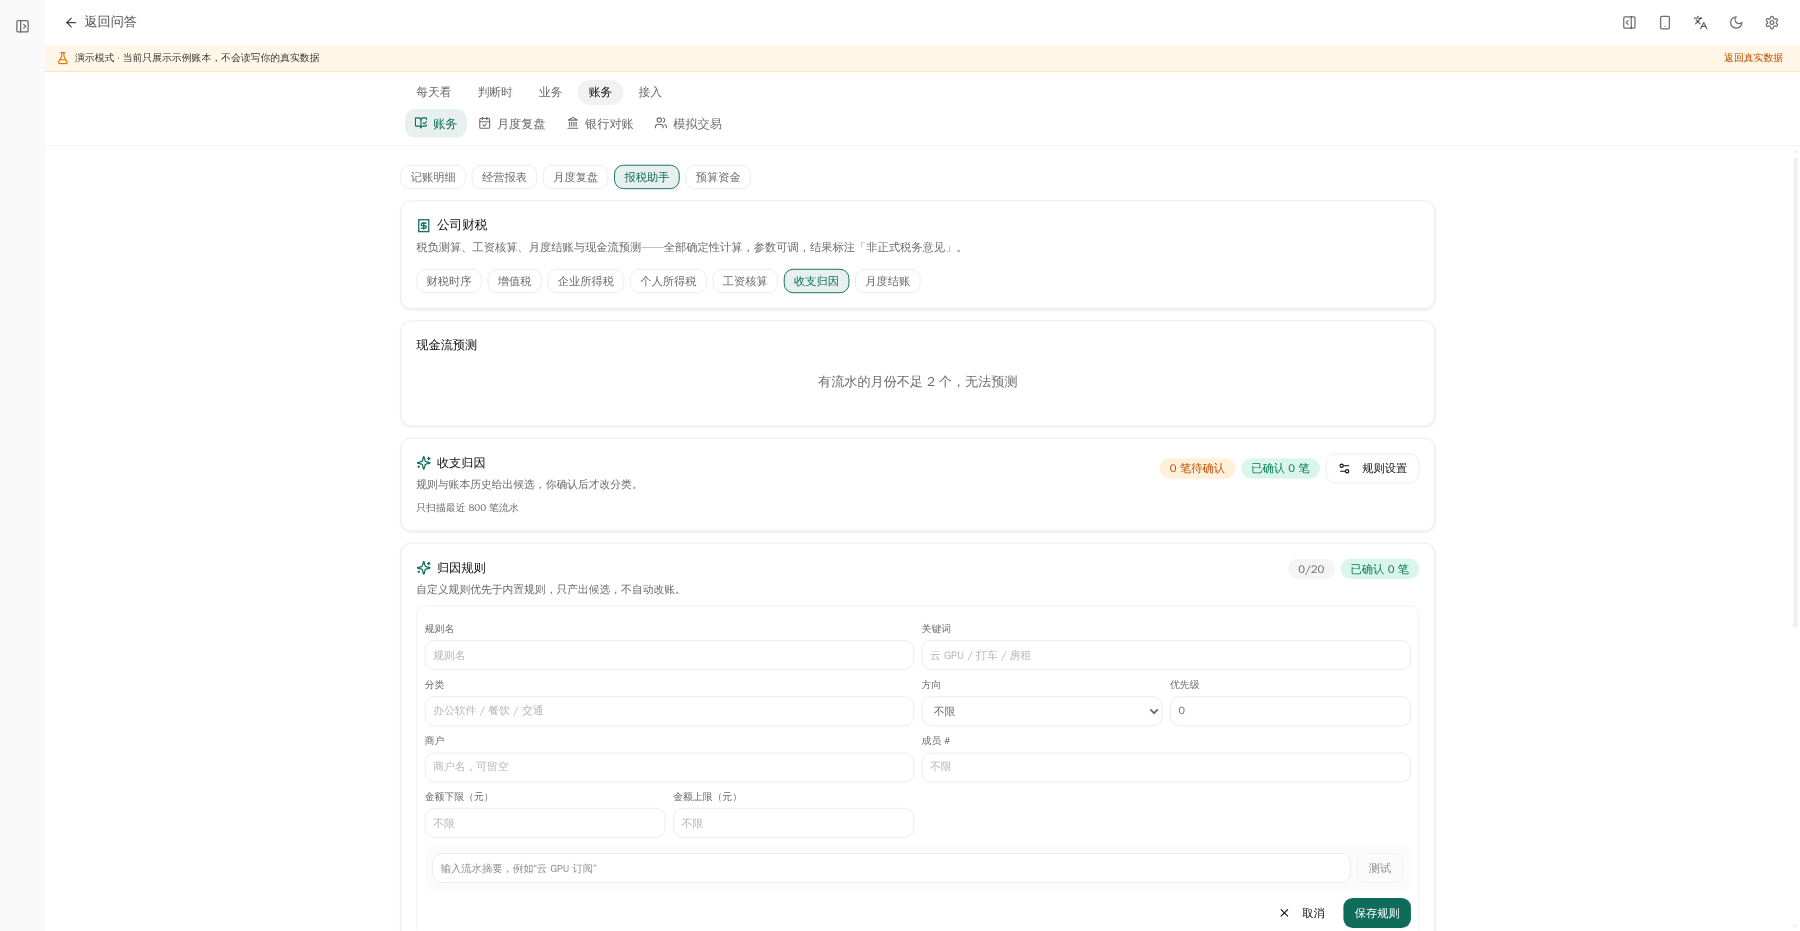 返回问答
演示模式 · 当前只展示示例账本，不会读写你的真实数据
返回真实数据
每天看 判断时 业务 账务 接入
账务 月度复盘 银行对账 模拟交易
记账明细 经营报表 月度复盘 报税助手 预算资金
公司财税
税负测算、工资核算、月度结账与现金流预测——全部确定性计算，参数可调，结果标注「非正式税务意见」。
财税时序 增值税 企业所得税 个人所得税 工资核算 收支归因 月度结账
现金流预测
有流水的月份不足 2 个，无法预测
收支归因
0 笔待确认 已确认 0 笔 规则设置
规则与账本历史给出候选，你确认后才改分类。
只扫描最近 800 笔流水
归因规则
0/20 已确认 0 笔
自定义规则优先于内置规则，只产出候选，不自动改账。
规则名 关键词
规则名 云 GPU / 打车 / 房租
分类 方向 优先级
办公软件 / 餐饮 / 交通 不限 0
商户 成员 #
商户名，可留空 不限
金额下限（元） 金额上限（元）
不限 不限
输入流水摘要，例如“云 GPU 订阅” 测试
取消 保存规则